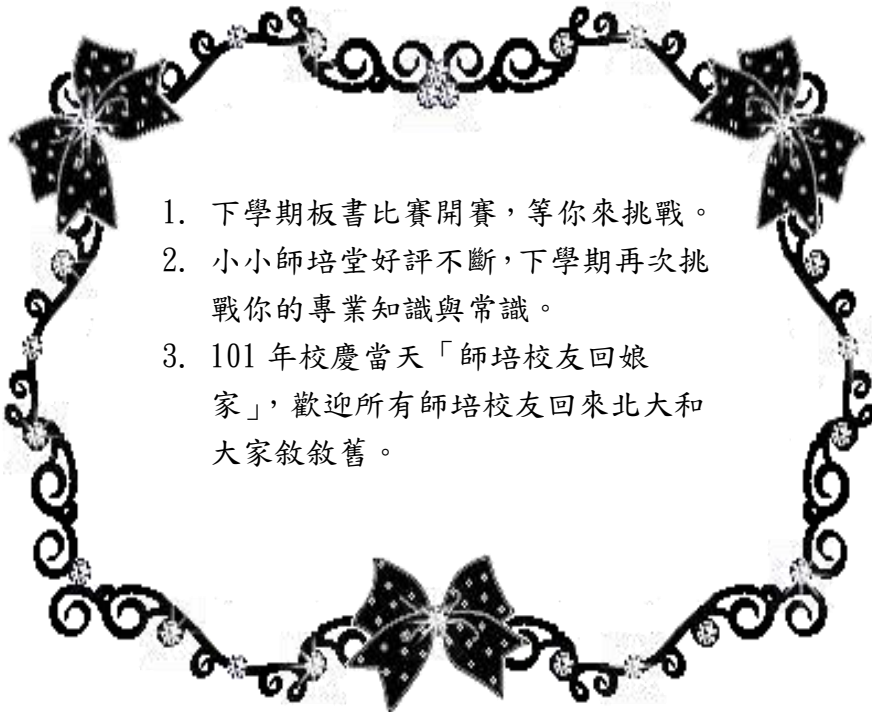 1. 下學期板書比賽開賽，等你來挑戰。
2. 小小師培堂好評不斷，下學期再次挑
戰你的專業知識與常識。
3. 101 年校慶當天「師培校友回娘
家」，歡迎所有師培校友回來北大和
大家敘敘舊。